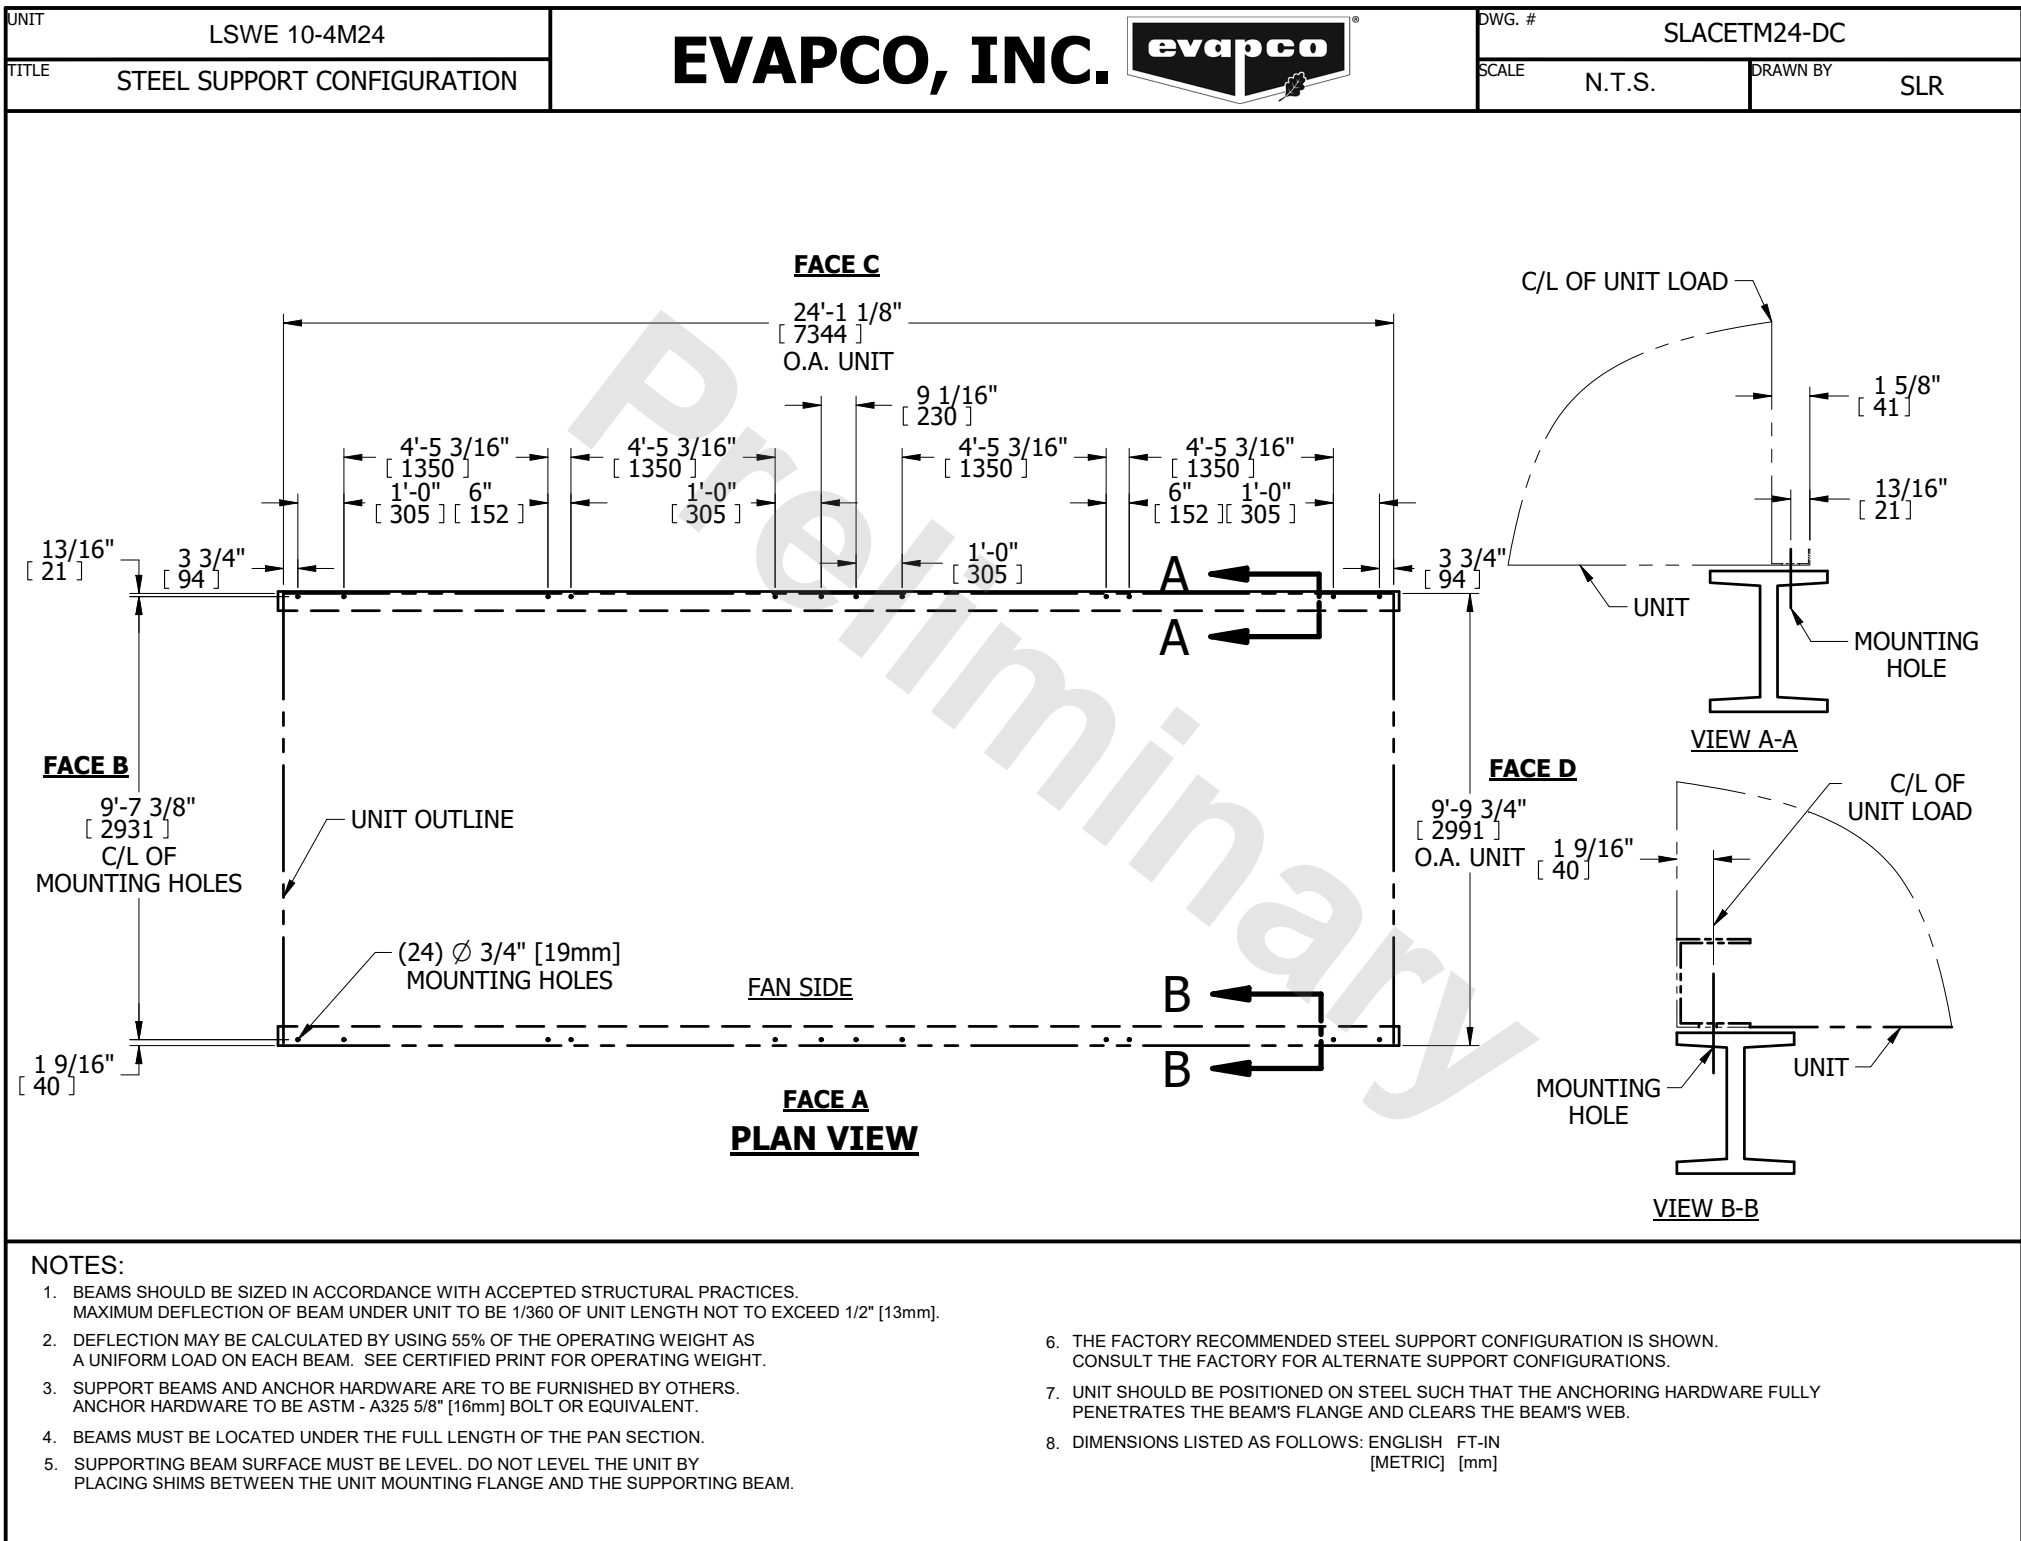 UNIT
LSWE 10-4M24
TITLE
STEEL SUPPORT CONFIGURATION
EVAPCO, INC.
evapco
®
DWG. #
SLACETM24-DC
SCALE
N.T.S.
DRAWN BY
SLR
FACE C
24'-1 1/8"
[ 7344 ]
O.A. UNIT
9 1/16"
[ 230 ]
4'-5 3/16"
[ 1350 ]
4'-5 3/16"
[ 1350 ]
4'-5 3/16"
[ 1350 ]
4'-5 3/16"
[ 1350 ]
1'-0"
[ 305 ]
6"
[ 152 ]
1'-0"
[ 305 ]
6"
[ 152 ]
1'-0"
[ 305 ]
13/16"
[ 21 ]
3 3/4"
[ 94 ]
1'-0"
[ 305 ]
3 3/4"
[ 94 ]
A
A
FACE B
9'-7 3/8"
[ 2931 ]
C/L OF
MOUNTING HOLES
UNIT OUTLINE
FACE D
9'-9 3/4"
[ 2991 ]
O.A. UNIT
(24) ∅ 3/4" [19mm]
MOUNTING HOLES
FAN SIDE
B
B
1 9/16"
[ 40 ]
FACE A
PLAN VIEW
Preliminary
C/L OF UNIT LOAD
1 5/8"
[ 41 ]
13/16"
[ 21 ]
UNIT
MOUNTING
HOLE
VIEW A-A
C/L OF
UNIT LOAD
1 9/16"
[ 40 ]
UNIT
MOUNTING
HOLE
VIEW B-B
NOTES:
1. BEAMS SHOULD BE SIZED IN ACCORDANCE WITH ACCEPTED STRUCTURAL PRACTICES.
MAXIMUM DEFLECTION OF BEAM UNDER UNIT TO BE 1/360 OF UNIT LENGTH NOT TO EXCEED 1/2" [13mm].
2. DEFLECTION MAY BE CALCULATED BY USING 55% OF THE OPERATING WEIGHT AS
A UNIFORM LOAD ON EACH BEAM. SEE CERTIFIED PRINT FOR OPERATING WEIGHT.
3. SUPPORT BEAMS AND ANCHOR HARDWARE ARE TO BE FURNISHED BY OTHERS.
ANCHOR HARDWARE TO BE ASTM - A325 5/8" [16mm] BOLT OR EQUIVALENT.
4. BEAMS MUST BE LOCATED UNDER THE FULL LENGTH OF THE PAN SECTION.
5. SUPPORTING BEAM SURFACE MUST BE LEVEL. DO NOT LEVEL THE UNIT BY
PLACING SHIMS BETWEEN THE UNIT MOUNTING FLANGE AND THE SUPPORTING BEAM.
6. THE FACTORY RECOMMENDED STEEL SUPPORT CONFIGURATION IS SHOWN.
CONSULT THE FACTORY FOR ALTERNATE SUPPORT CONFIGURATIONS.
7. UNIT SHOULD BE POSITIONED ON STEEL SUCH THAT THE ANCHORING HARDWARE FULLY
PENETRATES THE BEAM'S FLANGE AND CLEARS THE BEAM'S WEB.
8. DIMENSIONS LISTED AS FOLLOWS: ENGLISH FT-IN
[METRIC] [mm]